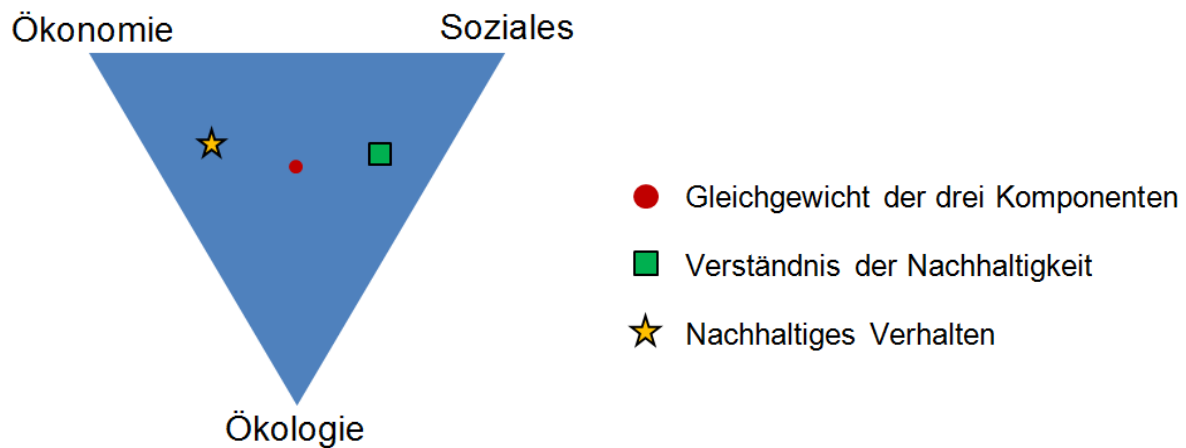 Ökonomie
Soziales
Ökologie
Gleichgewicht der drei Komponenten
Verständnis der Nachhaltigkeit
Nachhaltiges Verhalten